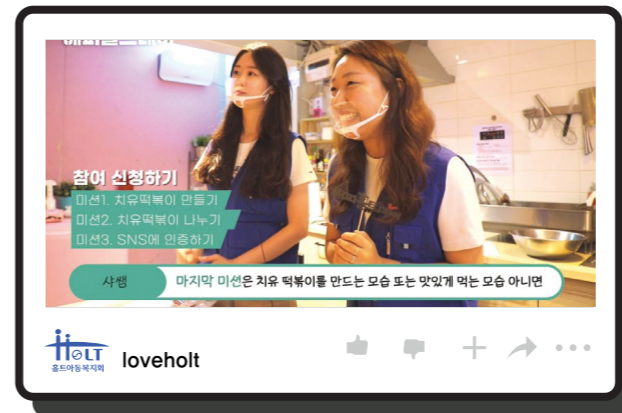 참여 신청하기
미션1. 치유떡볶이 만들기
미션2. 치유떡볶이 나누기
미션3. SNS에 인증하기
샤쌤 마지막 미션은 치유 떡볶이를 만드는 모습 또는 맛있게 먹는 모습 아니면
HOLT
홀트아동복지회
loveholt